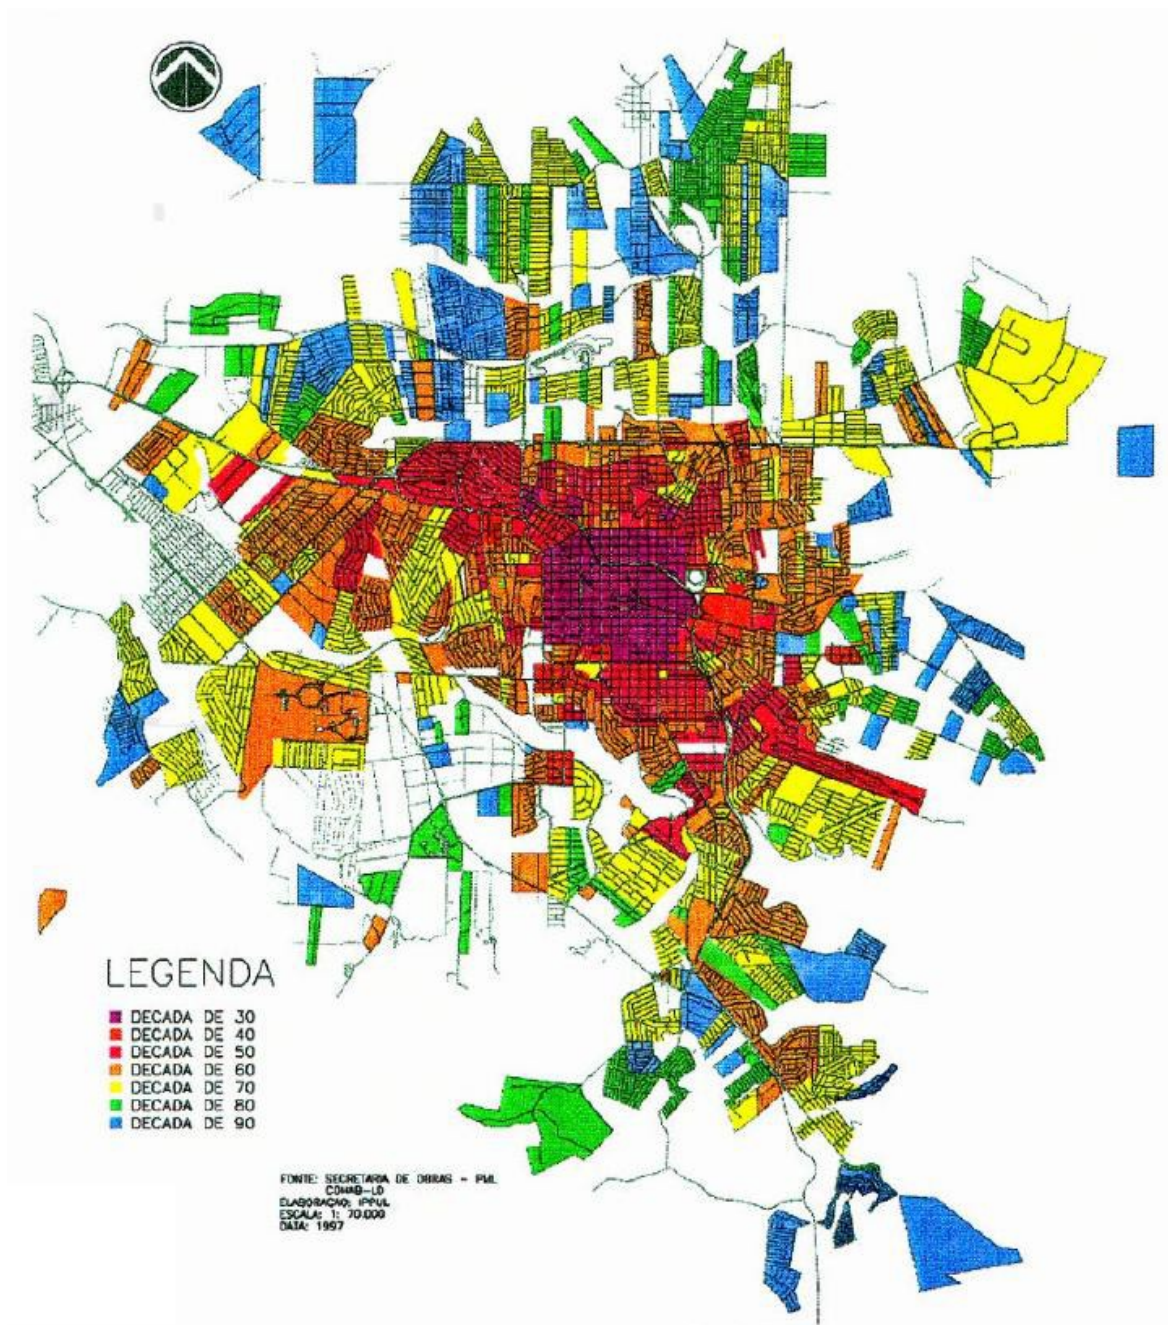 LEGENDA
DECADA DE 30
DECADA DE 40
DECADA DE 50
DECADA DE 60
DECADA DE 70
DECADA DE 80
DECADA DE 90
FONTE: SECRETARIA DE OBRAS - PML
COHAB-LD
ELABORAÇAO: IPPUL
ESCALA: 1: 70.000
DATA: 1997